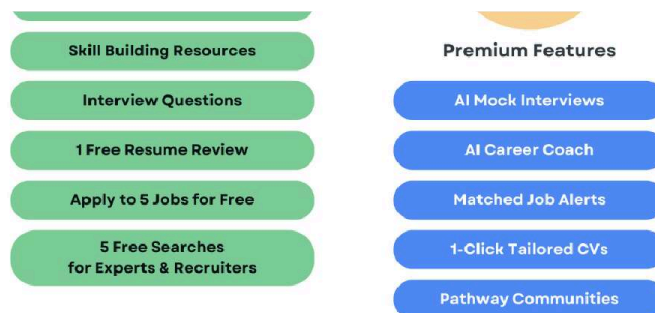 Skill Building Resources
Interview Questions
1 Free Resume Review
Apply to 5 Jobs for Free
5 Free Searches
for Experts & Recruiters
Premium Features
AI Mock Interviews
AI Career Coach
Matched Job Alerts
1-Click Tailored CVs
Pathway Communities